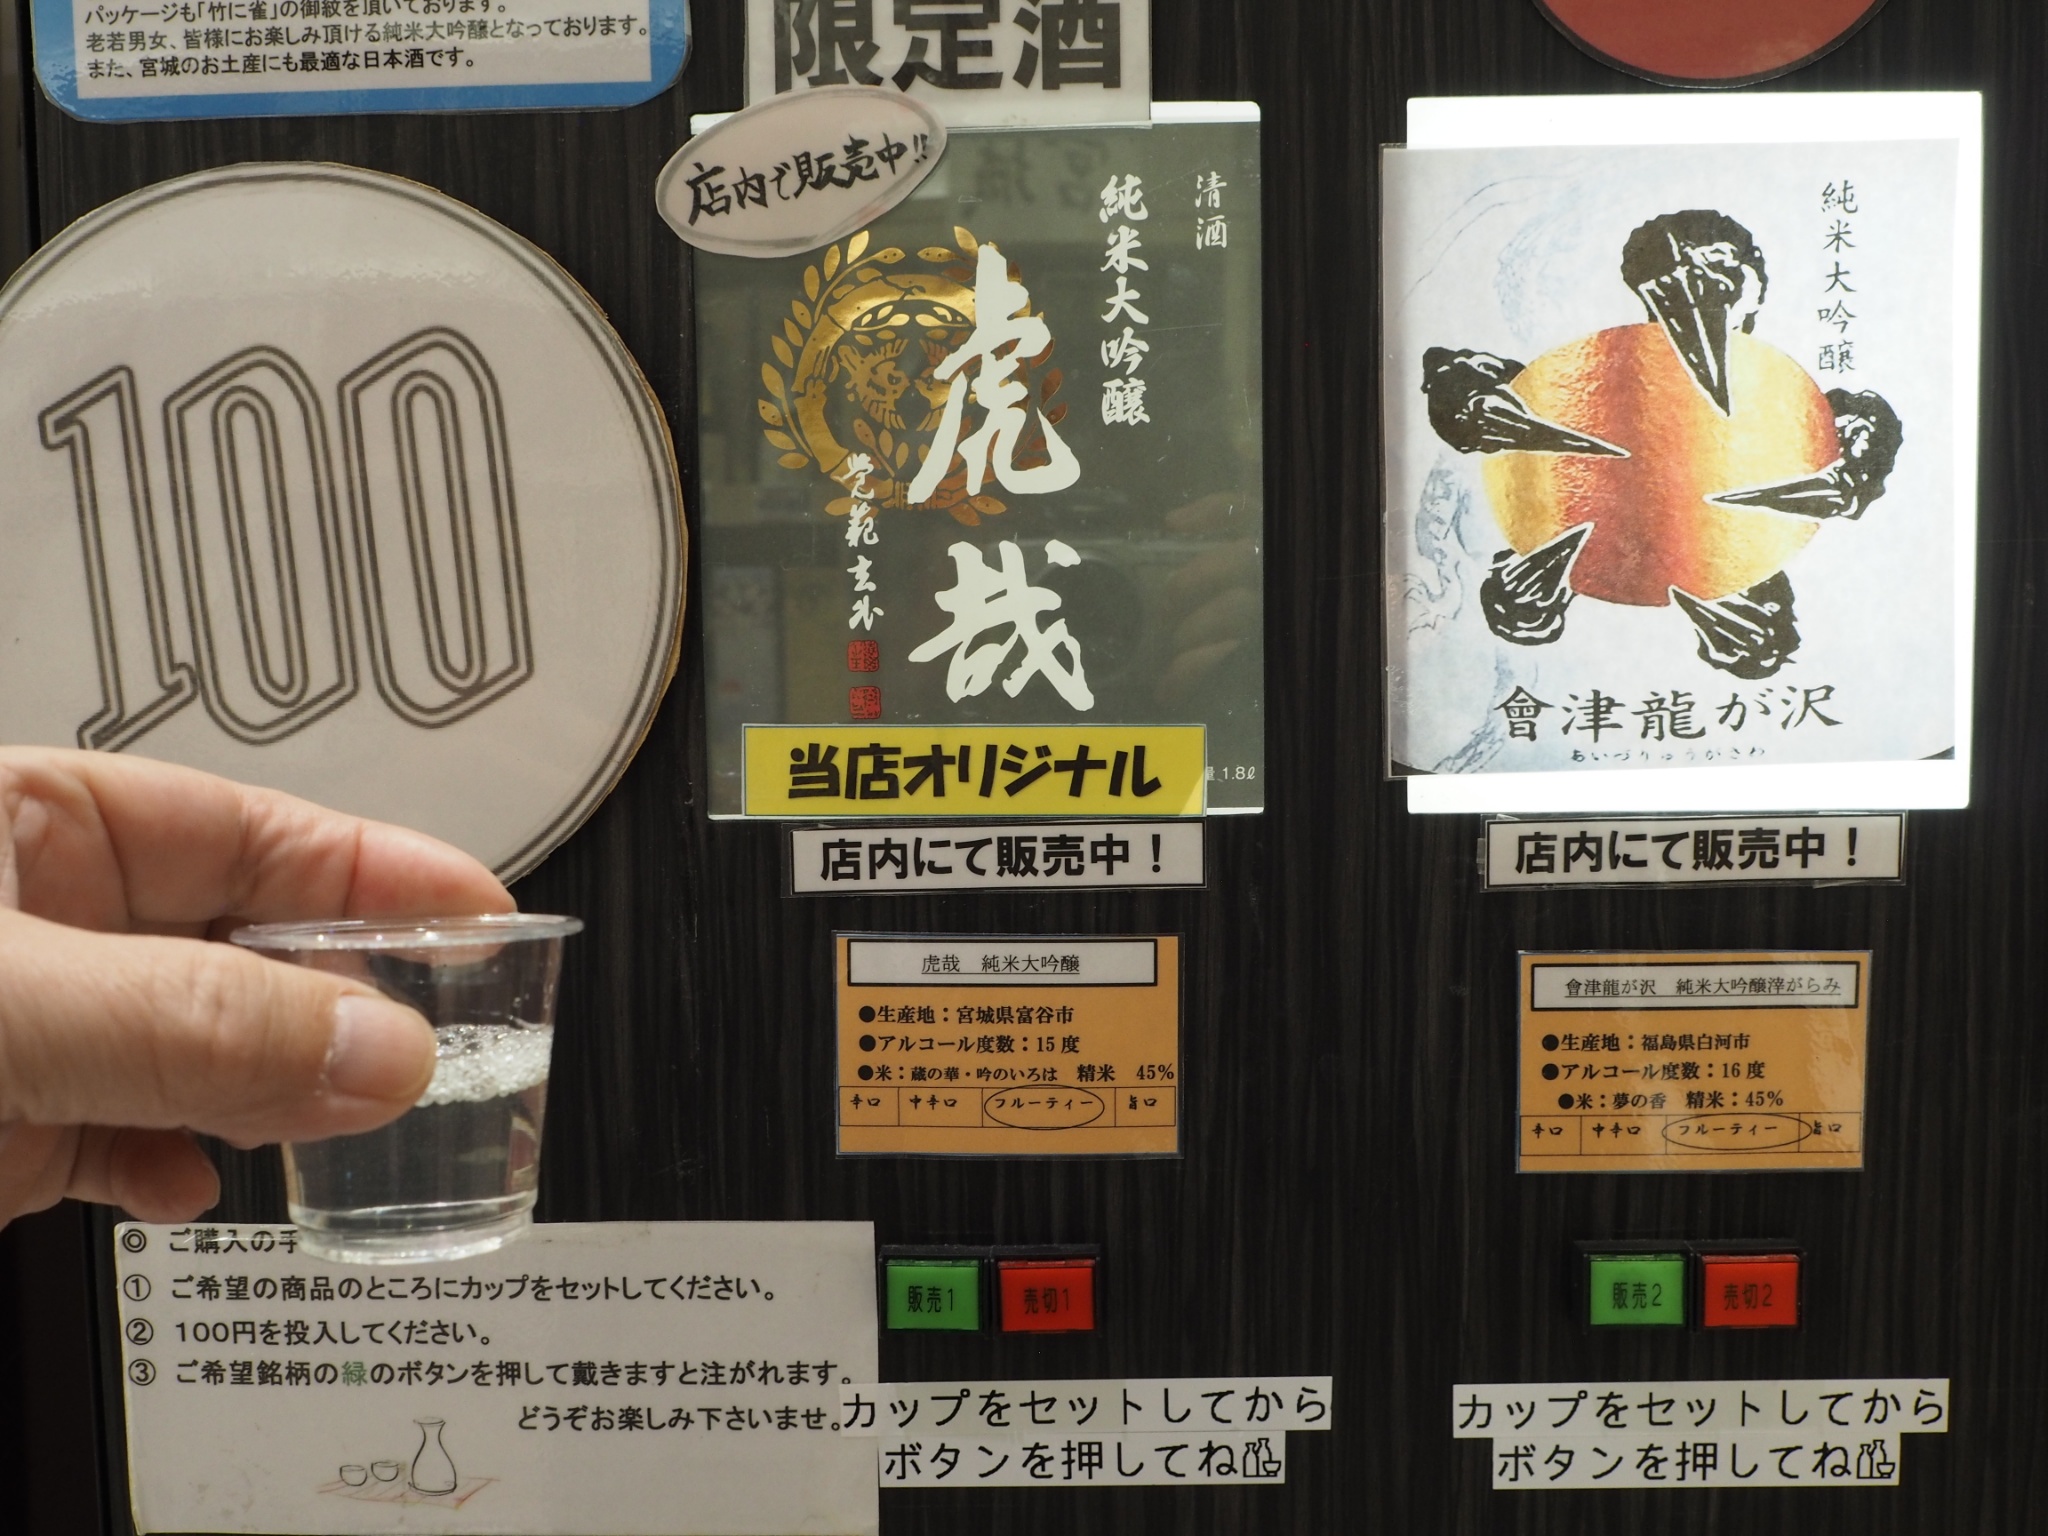 パッケージも「竹に雀」の御紋を頂いております。
老若男女、皆様にお楽しみ頂ける純米大吟醸となっております。
また、宮城のお土産にも最適な日本酒です。
100
限定酒
店内で販売中!!
清酒
純米大吟醸
虎哉
当店オリジナル
量 1.8ℓ
店内にて販売中！
虎哉 純米大吟醸
●生産地：宮城県富谷市
●アルコール度数：15度
●米：蔵の華・吟のいろは 精米 45%
辛口 中辛口 フルーティー 旨口
純米大吟醸
會津龍が沢
あいづりゅうがさわ
店内にて販売中！
會津龍が沢 純米大吟醸滓がらみ
●生産地：福島県白河市
●アルコール度数：16度
●米：夢の香 精米：45%
辛口 中辛口 フルーティー 旨口
◎ ご購入の手
① ご希望の商品のところにカップをセットしてください。
② 100円を投入してください。
③ ご希望銘柄の緑のボタンを押して戴きますと注がれます。
どうぞお楽しみ下さいませ。
販売1 売切1
カップをセットしてから
ボタンを押してね
販売2 売切2
カップをセットしてから
ボタンを押してね